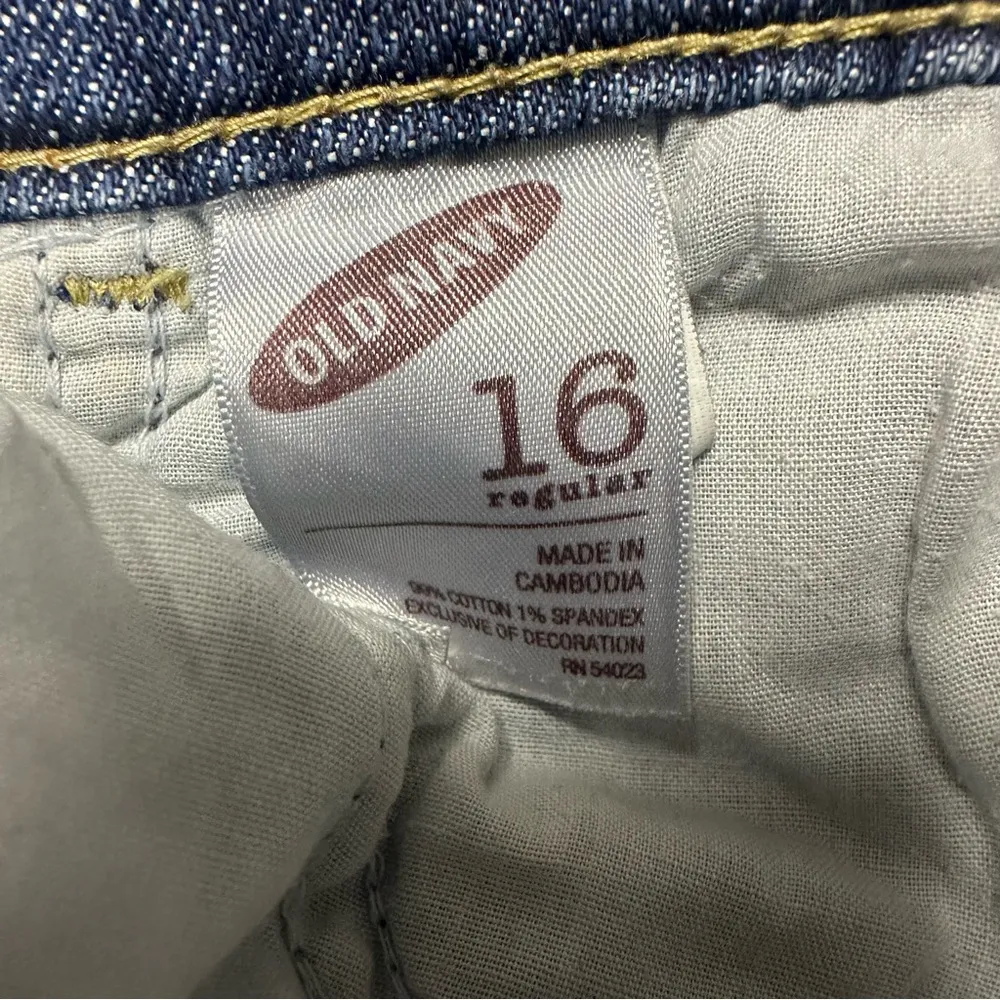 OLD NAVY
16
regular
MADE IN
CAMBODIA
99% COTTON 1% SPANDEX
EXCLUSIVE OF DECORATION
RN 54023